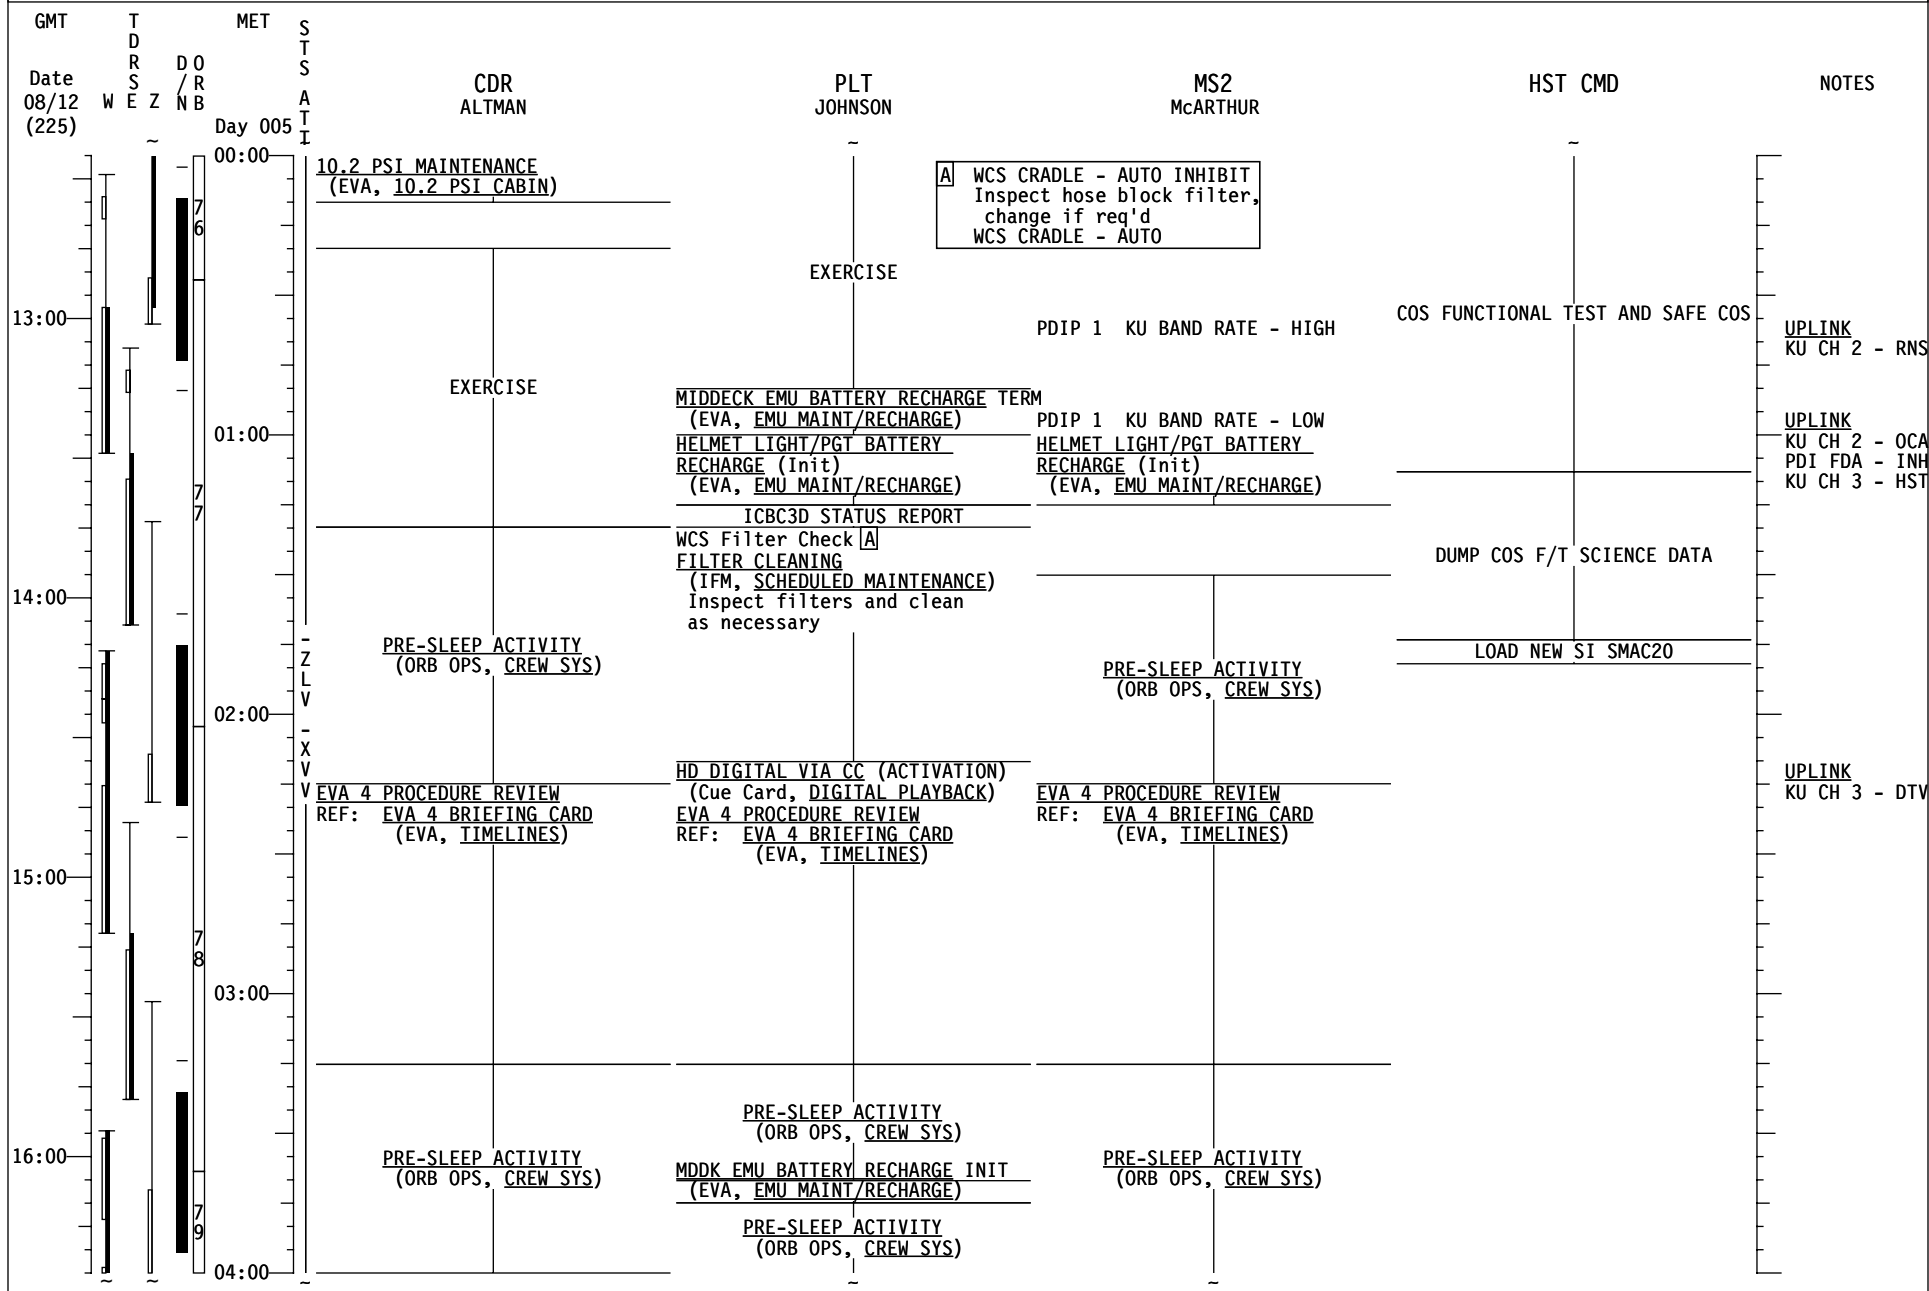 GMT
TDRSE
MET
STS ATT
Date
08/12
(225)
W E Z
D/N
ORB
Day 005
CDR
ALTMAN
PLT
JOHNSON
MS2
McARTHUR
HST CMD
NOTES
~
~
~
~
00:00
01:00
02:00
03:00
04:00
13:00
14:00
15:00
16:00
76
77
78
79
-ZLV -XVV
10.2 PSI MAINTENANCE
(EVA, 10.2 PSI CABIN)
EXERCISE
PRE-SLEEP ACTIVITY
(ORB OPS, CREW SYS)
EVA 4 PROCEDURE REVIEW
REF: EVA 4 BRIEFING CARD
(EVA, TIMELINES)
PRE-SLEEP ACTIVITY
(ORB OPS, CREW SYS)
EXERCISE
MIDDECK EMU BATTERY RECHARGE TERM
(EVA, EMU MAINT/RECHARGE)
HELMET LIGHT/PGT BATTERY
RECHARGE (Init)
(EVA, EMU MAINT/RECHARGE)
ICBC3D STATUS REPORT
WCS Filter Check A
FILTER CLEANING
(IFM, SCHEDULED MAINTENANCE)
Inspect filters and clean
as necessary
HD DIGITAL VIA CC (ACTIVATION)
(Cue Card, DIGITAL PLAYBACK)
EVA 4 PROCEDURE REVIEW
REF: EVA 4 BRIEFING CARD
(EVA, TIMELINES)
PRE-SLEEP ACTIVITY
(ORB OPS, CREW SYS)
MDDK EMU BATTERY RECHARGE INIT
(EVA, EMU MAINT/RECHARGE)
PRE-SLEEP ACTIVITY
(ORB OPS, CREW SYS)
A WCS CRADLE - AUTO INHIBIT
Inspect hose block filter,
change if req'd
WCS CRADLE - AUTO
PDIP 1 KU BAND RATE - HIGH
PDIP 1 KU BAND RATE - LOW
HELMET LIGHT/PGT BATTERY
RECHARGE (Init)
(EVA, EMU MAINT/RECHARGE)
PRE-SLEEP ACTIVITY
(ORB OPS, CREW SYS)
EVA 4 PROCEDURE REVIEW
REF: EVA 4 BRIEFING CARD
(EVA, TIMELINES)
PRE-SLEEP ACTIVITY
(ORB OPS, CREW SYS)
COS FUNCTIONAL TEST AND SAFE COS
DUMP COS F/T SCIENCE DATA
LOAD NEW SI SMAC20
UPLINK
KU CH 2 - RNS
UPLINK
KU CH 2 - OCA
PDI FDA - INH
KU CH 3 - HST
UPLINK
KU CH 3 - DTV
~
~
~
~
~